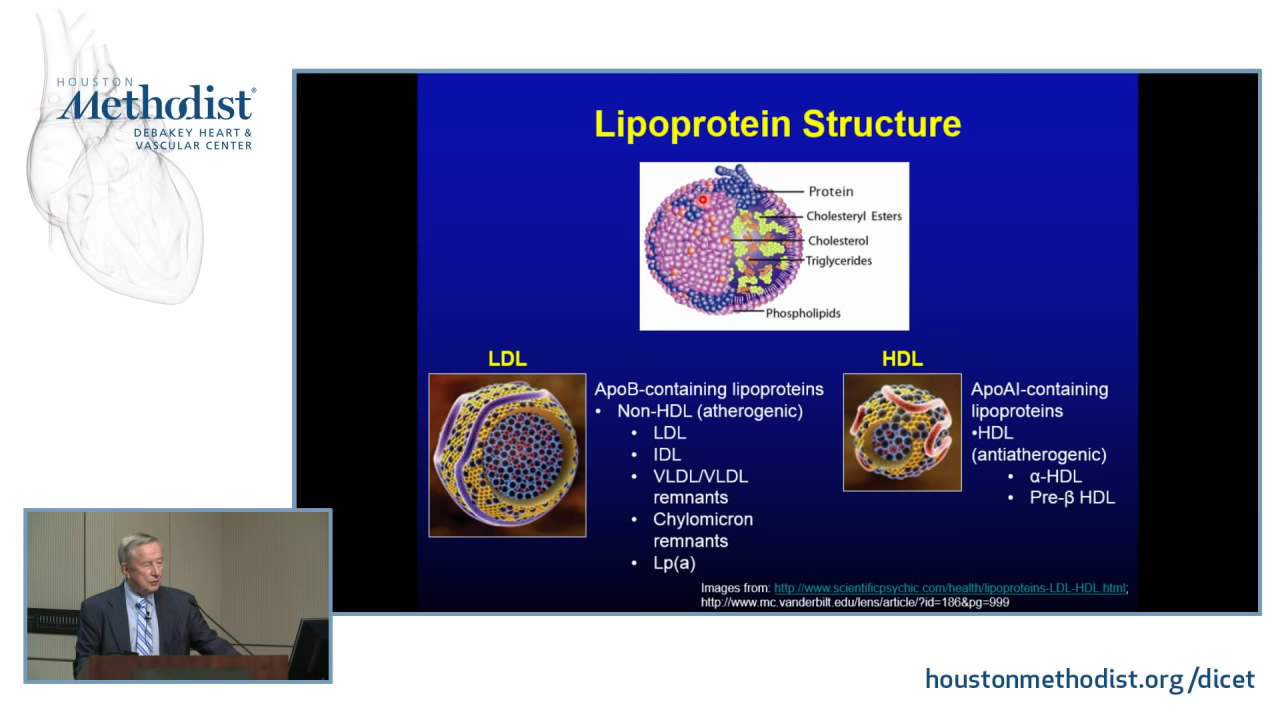 HOUSTON
Methodist®
DEBAKEY HEART &
VASCULAR CENTER
Lipoprotein Structure
Protein
Cholesteryl Esters
Cholesterol
Triglycerides
Phospholipids
LDL
ApoB-containing lipoproteins
• Non-HDL (atherogenic)
• LDL
• IDL
• VLDL/VLDL
remnants
• Chylomicron
remnants
• Lp(a)
HDL
ApoAI-containing
lipoproteins
•HDL
(antiatherogenic)
• α-HDL
• Pre-β HDL
Images from: http://www.scientificpsychic.com/health/lipoproteins-LDL-HDL.html;
http://www.mc.vanderbilt.edu/lens/article/?id=186&pg=999
houstonmethodist.org/dicet